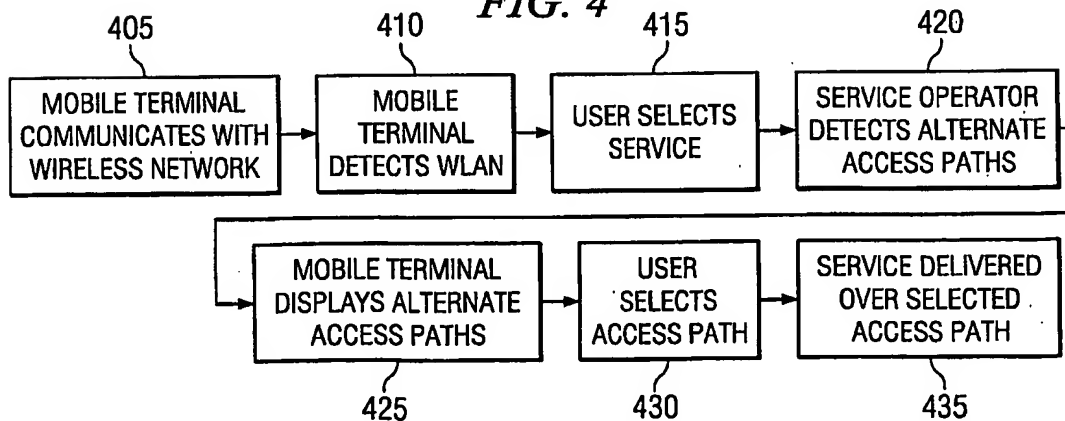 FIG. 4
405
410
415
420
MOBILE TERMINAL
COMMUNICATES WITH
WIRELESS NETWORK
MOBILE
TERMINAL
DETECTS WLAN
USER SELECTS
SERVICE
SERVICE OPERATOR
DETECTS ALTERNATE
ACCESS PATHS
MOBILE TERMINAL
DISPLAYS ALTERNATE
ACCESS PATHS
USER
SELECTS
ACCESS PATH
SERVICE DELIVERED
OVER SELECTED
ACCESS PATH
425
430
435